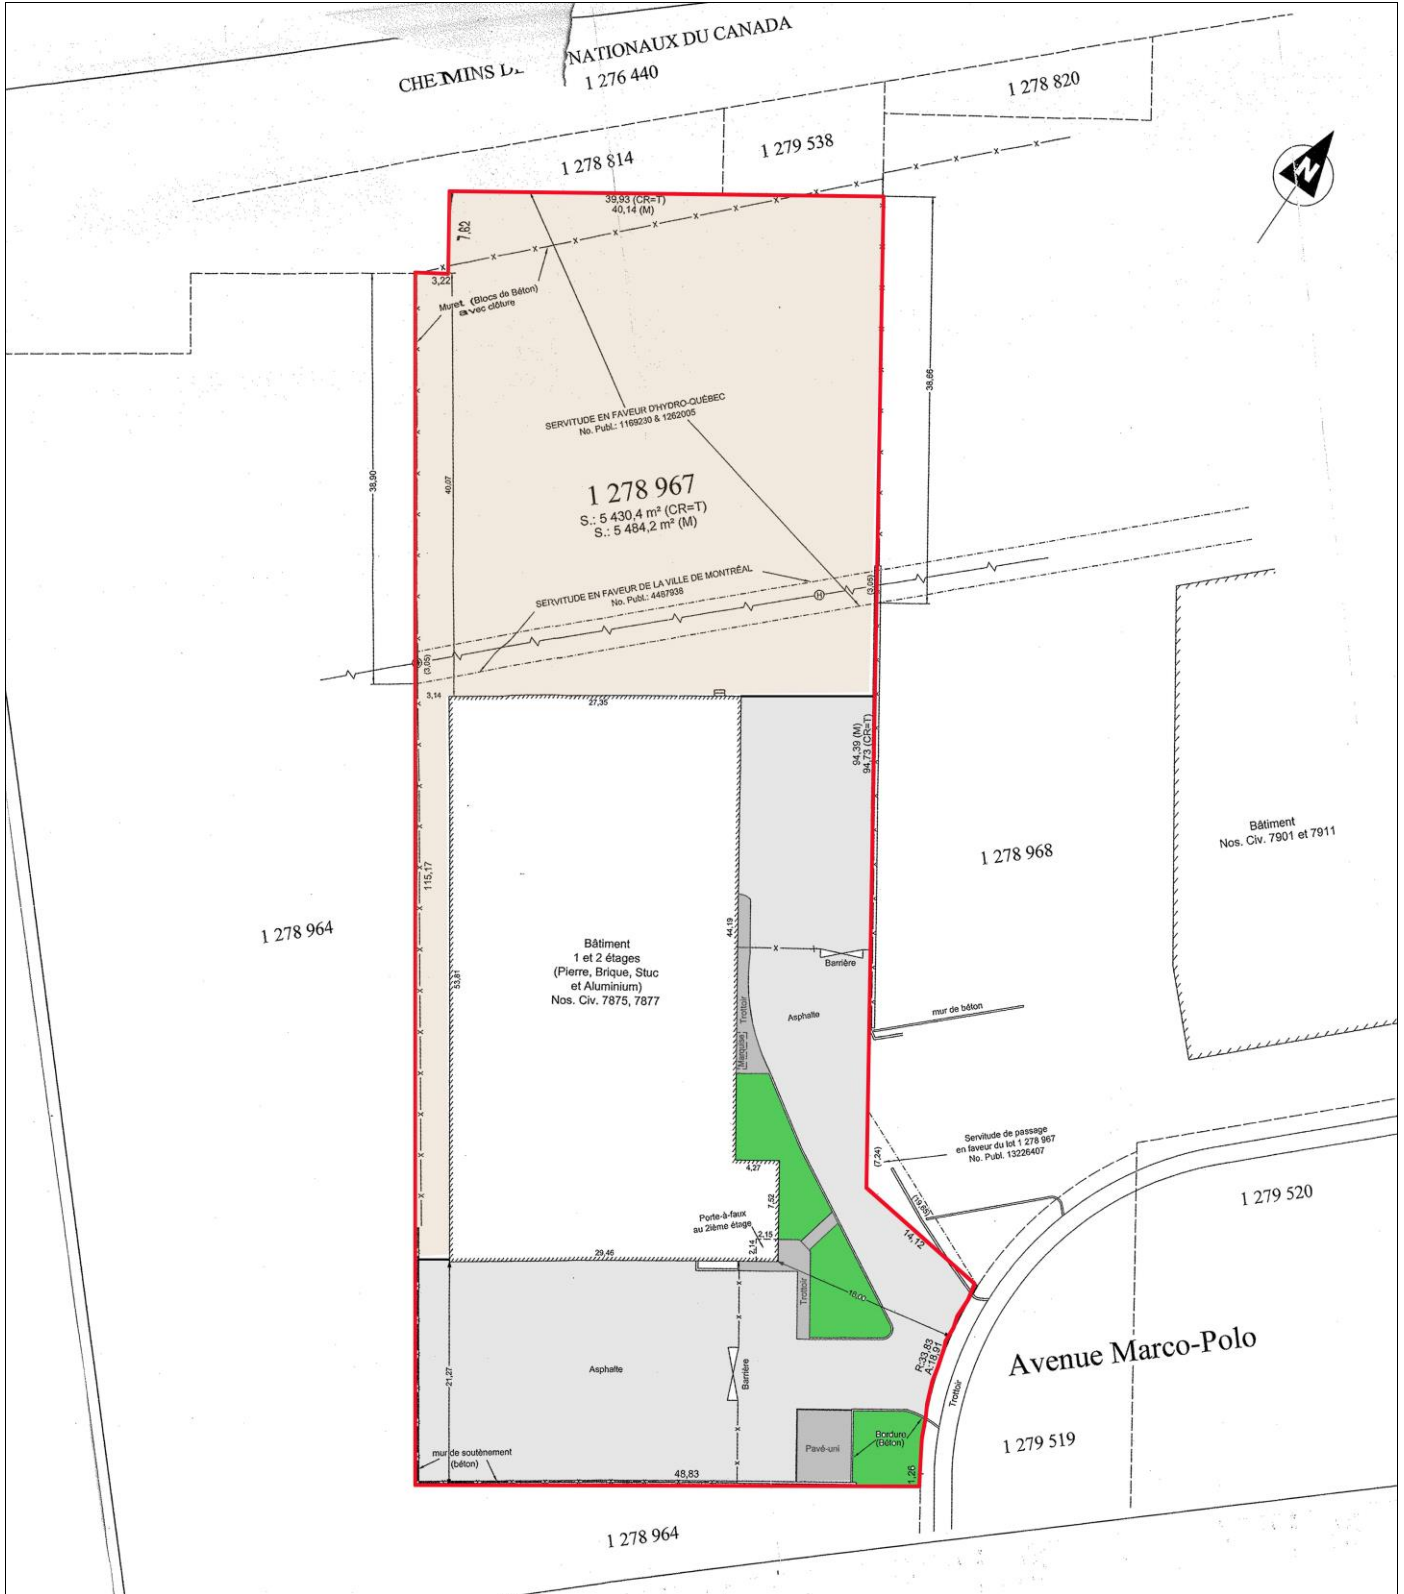 CHEMINS D NATIONAUX DU CANADA
1 276 440
1 278 820
1 279 538
1 278 814
N
39,93 (CR=T)
40,14 (M)
7,62
3,22
Muret (Blocs de Béton)
avec clôture
38,90
40,07
38,66
SERVITUDE EN FAVEUR D'HYDRO-QUÉBEC
No. Publ.: 1169230 & 1262005
1 278 967
S.: 5 430,4 m² (CR=T)
S.: 5 484,2 m² (M)
SERVITUDE EN FAVEUR DE LA VILLE DE MONTRÉAL
No. Publ.: 4487938
H
(3,05)
(3,05)
3,14
27,35
94,39 (M)
94,73 (CR=T)
115,17
53,81
44,19
Bâtiment
1 et 2 étages
(Pierre, Brique, Stuc
et Aluminium)
Nos. Civ. 7875, 7877
1 278 964
1 278 968
Bâtiment
Nos. Civ. 7901 et 7911
Barrière
Trottoir
Asphalte
Marquise
mur de béton
Servitude de passage
en faveur du lot 1 278 967
No. Publ. 13226407
(7,24)
(19,65)
14,12
4,27
7,52
Porte-à-faux
au 2ième étage
2,15
2,14
29,46
Trottoir
16,00
R:33,83
A:18,91
1 279 520
Avenue Marco-Polo
Trottoir
1 279 519
21,27
Asphalte
Barrière
Pavé-uni
Bordure
(Béton)
1,26
mur de soutènement
(béton)
48,83
1 278 964